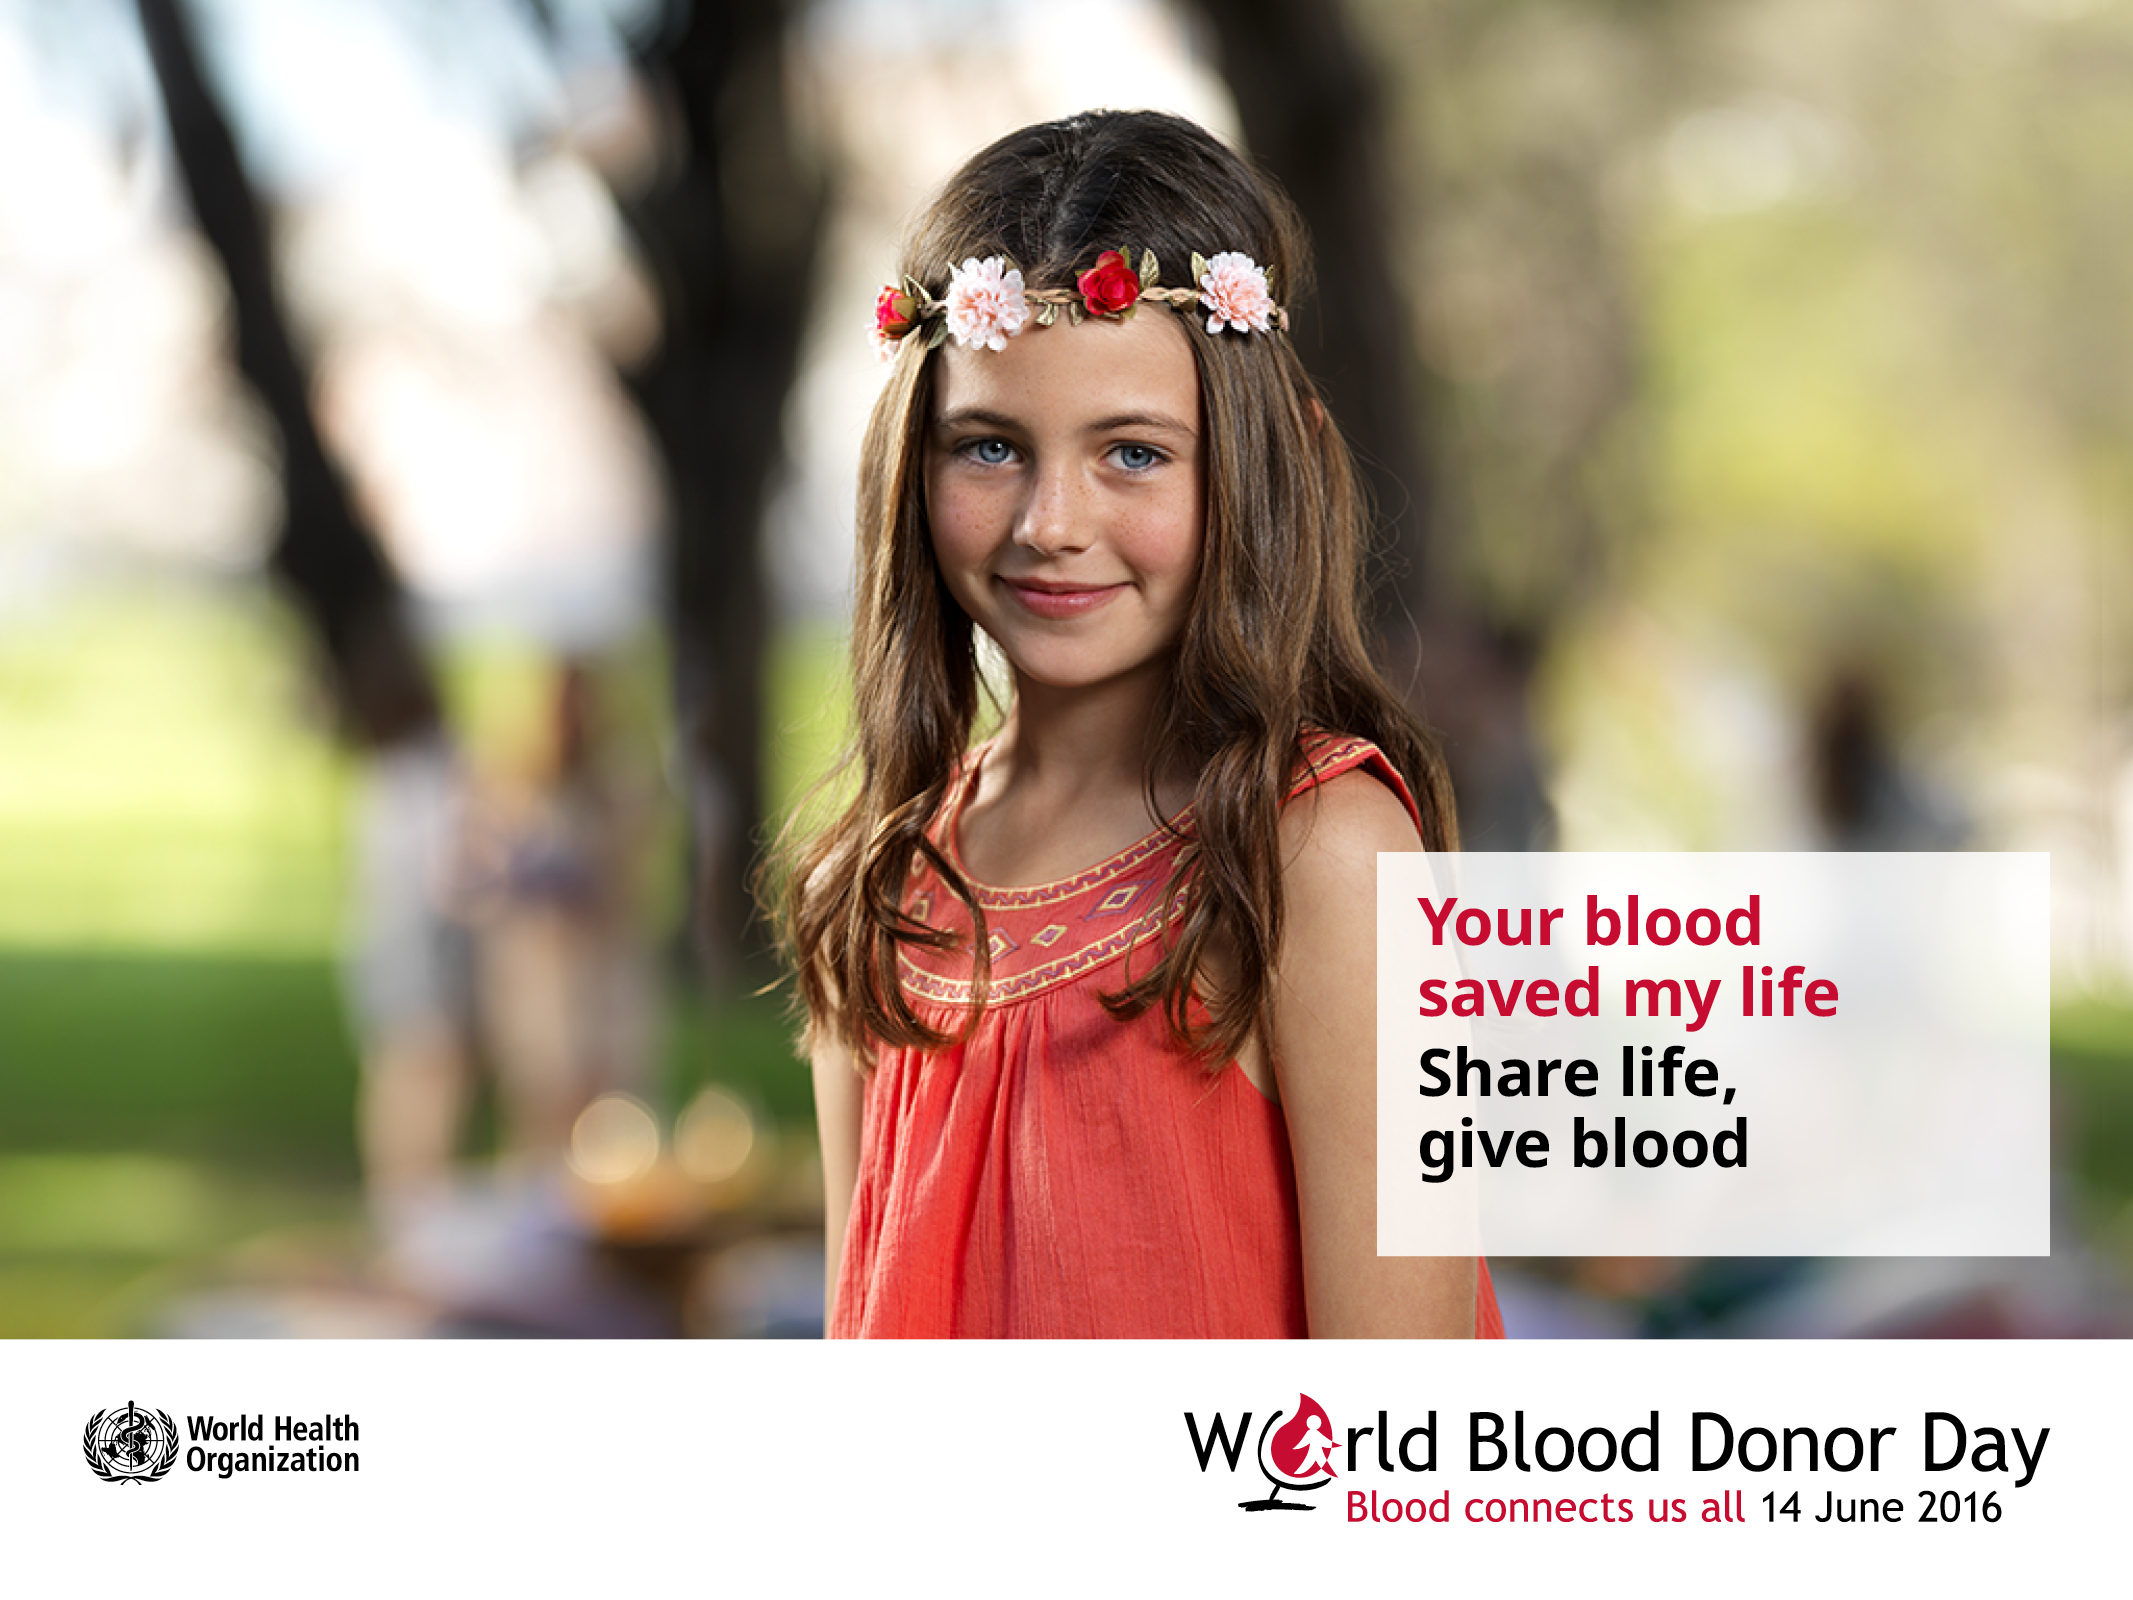 Your blood
saved my life
Share life,
give blood
World Health
Organization
World Blood Donor Day
Blood connects us all 14 June 2016